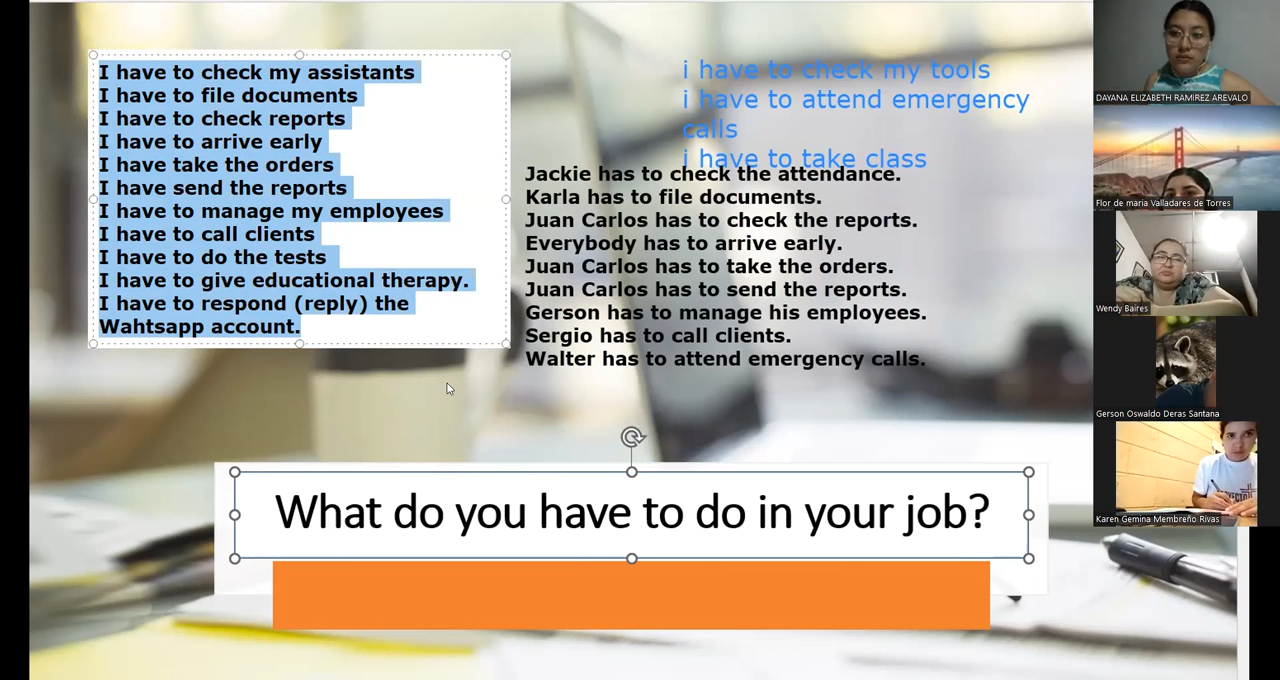 I have to check my assistants
I have to file documents
I have to check reports
I have to arrive early
I have take the orders
I have send the reports
I have to manage my employees
I have to call clients
I have to do the tests
I have to give educational therapy.
I have to respond (reply) the
Wahtsapp account.
i have to check my tools
i have to attend emergency
calls
i have to take class
Jackie has to check the attendance.
Karla has to file documents.
Juan Carlos has to check the reports.
Everybody has to arrive early.
Juan Carlos has to take the orders.
Juan Carlos has to send the reports.
Gerson has to manage his employees.
Sergio has to call clients.
Walter has to attend emergency calls.
What do you have to do in your job?
DAYANA ELIZABETH RAMIREZ AREVALO
Flor de maria Valladares de Torres
Wendy Baires
Gerson Oswaldo Deras Santana
Karen Gemina Membreño Rivas